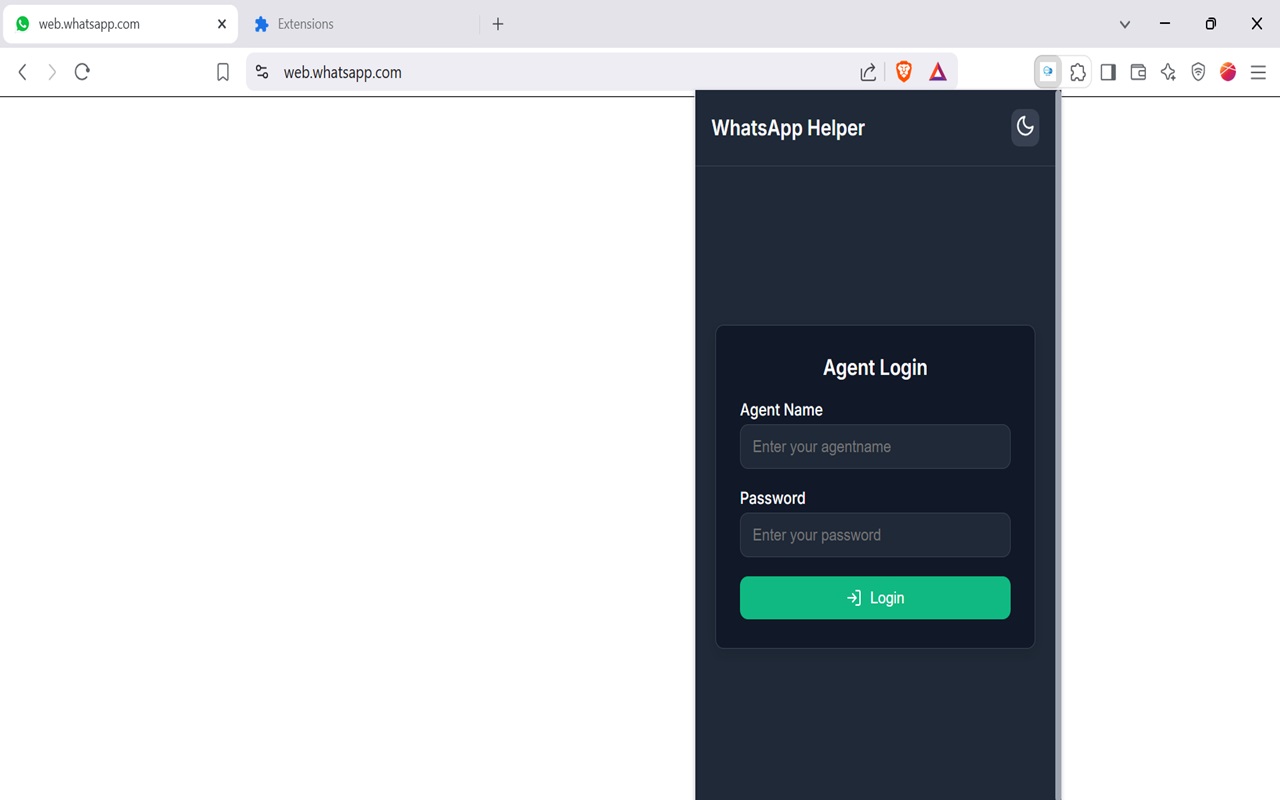 web.whatsapp.com
Extensions
web.whatsapp.com
WhatsApp Helper
Agent Login
Agent Name
Enter your agentname
Password
Enter your password
Login